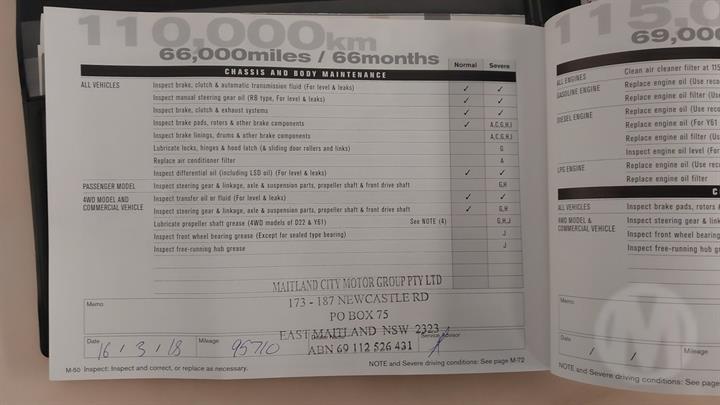 110,000km
66,000miles / 66months
Normal Severe
CHASSIS AND BODY MAINTENANCE
ALL VEHICLES Inspect brake, clutch & automatic transmission fluid (For level & leaks) ✓ ✓
Inspect manual steering gear oil (RB type, For level & leaks) ✓ ✓
Inspect brake, clutch & exhaust systems ✓ ✓
Inspect brake pads, rotors & other brake components ✓ A,C,G,H,I
Inspect brake linings, drums & other brake components A,C,G,H,I
Lubricate locks, hinges & hood latch (& sliding door rollers and links) G
Replace air conditioner filter A
Inspect differential oil (including LSD oil) (For level & leaks) ✓ ✓
PASSENGER MODEL Inspect steering gear & linkage, axle & suspension parts, propeller shaft & front drive shaft G,H
4WD MODEL AND Inspect transfer oil or fluid (For level & leaks) ✓ ✓
COMMERCIAL VEHICLE Inspect steering gear & linkage, axle & suspension parts, propeller shaft & front drive shaft ✓ G,H
Lubricate propeller shaft grease (4WD models of D22 & Y61) See NOTE (4) G,H,J
Inspect front wheel bearing grease (Except for sealed type bearing) J
Inspect free-running hub grease J
MAITLAND CITY MOTOR GROUP PTY LTD
Memo 173 - 187 NEWCASTLE RD
PO BOX 75
EAST MAITLAND NSW 2323
Date 16 / 3 / 18 Mileage 95710 ABN 69 112 526 431 Service Advisor
M-50 Inspect: Inspect and correct, or replace as necessary. NOTE and Severe driving conditions: See page M-72
115,0
69,000
Clean air cleaner filter at 115
ALL ENGINES
GASOLINE ENGINE Replace engine oil (Use reco
Replace engine oil filter (Use
DIESEL ENGINE Replace engine oil (Use reco
Replace engine oil (For Y61
Replace engine oil filter (Us
Inspect engine oil level (For
LPG ENGINE Replace engine oil (Use rec
Replace engine oil filter
C
ALL VEHICLES Inspect brake pads, rotors &
4WD MODEL & Inspect steering gear & link
COMMERCIAL VEHICLE Inspect front wheel bearing
Inspect free-running hub g
Memo
M
Date / / Mileage
NOTE and Severe driving conditions: See pag